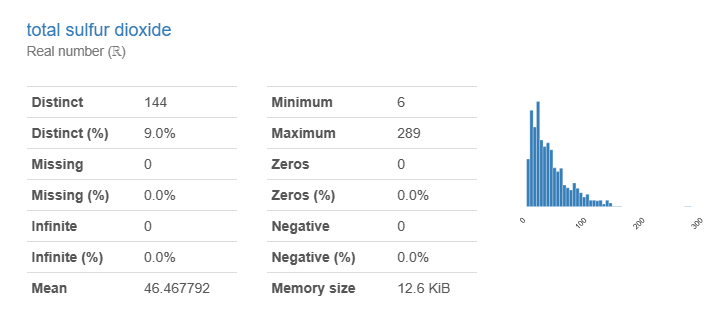 total sulfur dioxide
Real number (ℝ)
Distinct 144
Distinct (%) 9.0%
Missing 0
Missing (%) 0.0%
Infinite 0
Infinite (%) 0.0%
Mean 46.467792
Minimum 6
Maximum 289
Zeros 0
Zeros (%) 0.0%
Negative 0
Negative (%) 0.0%
Memory size 12.6 KiB
0 100 200 300